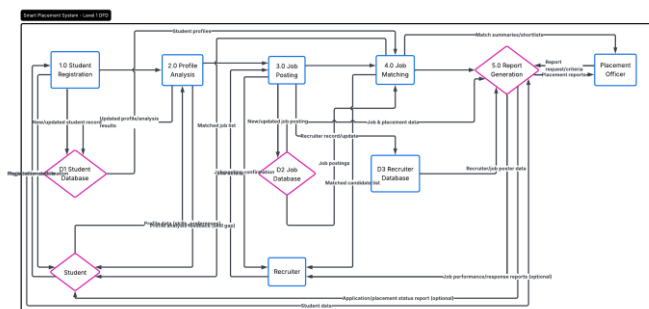 Smart Placement System - Level 1 DFD
Student profiles
Match summaries/shortlists
1.0 Student
Registration
2.0 Profile
Analysis
3.0 Job
Posting
4.0 Job
Matching
5.0 Report
Generation
Report
request/criteria
Placement reports
Placement
Officer
New/updated student record
Updated profile/analysis
results
Matched job list
New/updated job posting
Job & placement data
Recruiter record/update
Job postings
D1 Student
Database
D2 Job
Database
D3 Recruiter
Database
Matched candidate list
Recruiter/job poster data
Student
Recruiter
Job performance/response reports (optional)
Application/placement status report (optional)
Student data